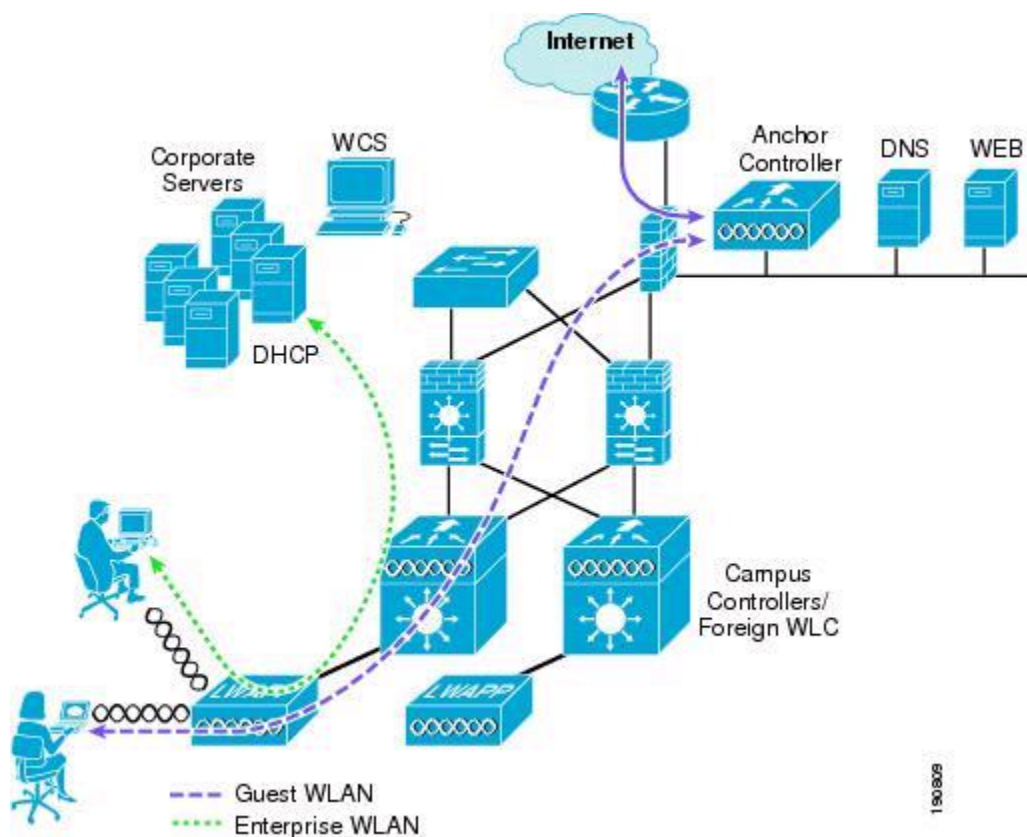 Internet
Anchor
Controller
DNS
WEB
WCS
Corporate
Servers
DHCP
Campus
Controllers/
Foreign WLC
LWAPP
LWAPP
Guest WLAN
Enterprise WLAN
190809